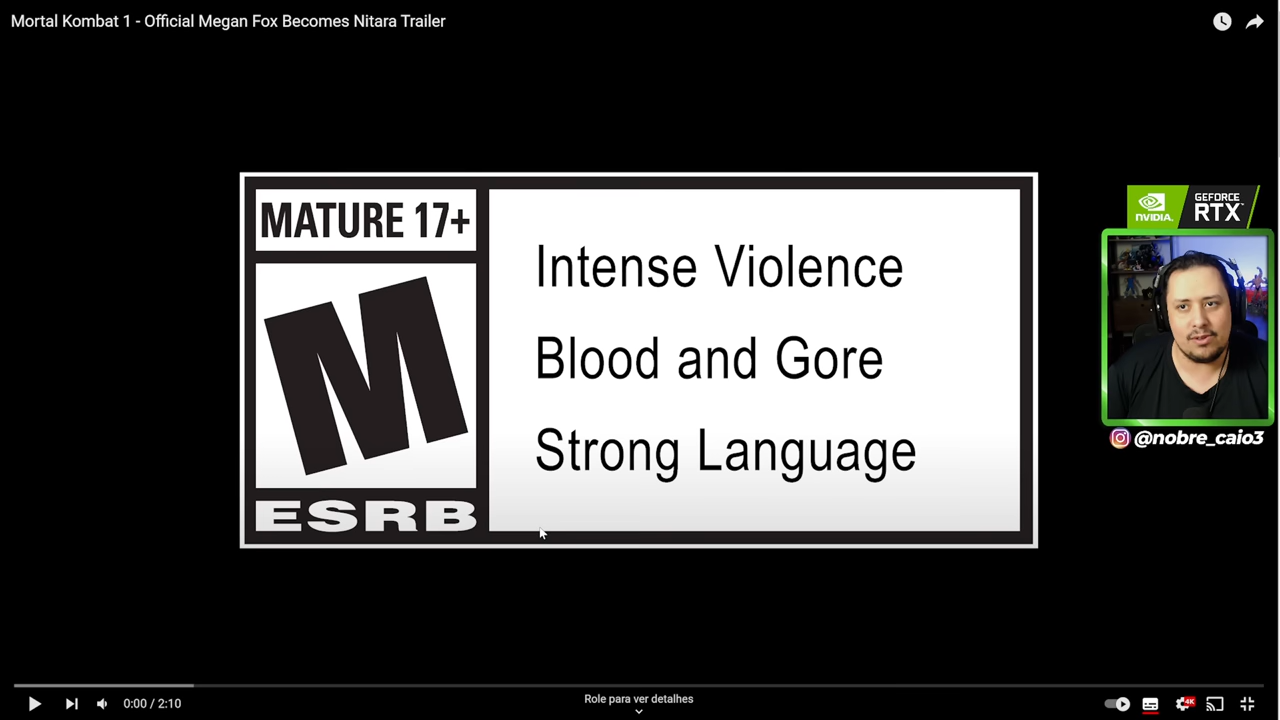 Mortal Kombat 1 - Official Megan Fox Becomes Nitara Trailer
MATURE 17+
M
ESRB
Intense Violence
Blood and Gore
Strong Language
NVIDIA.
GEFORCE
RTX
@nobre_caio3
0:00 / 2:10
Role para ver detalhes
4K